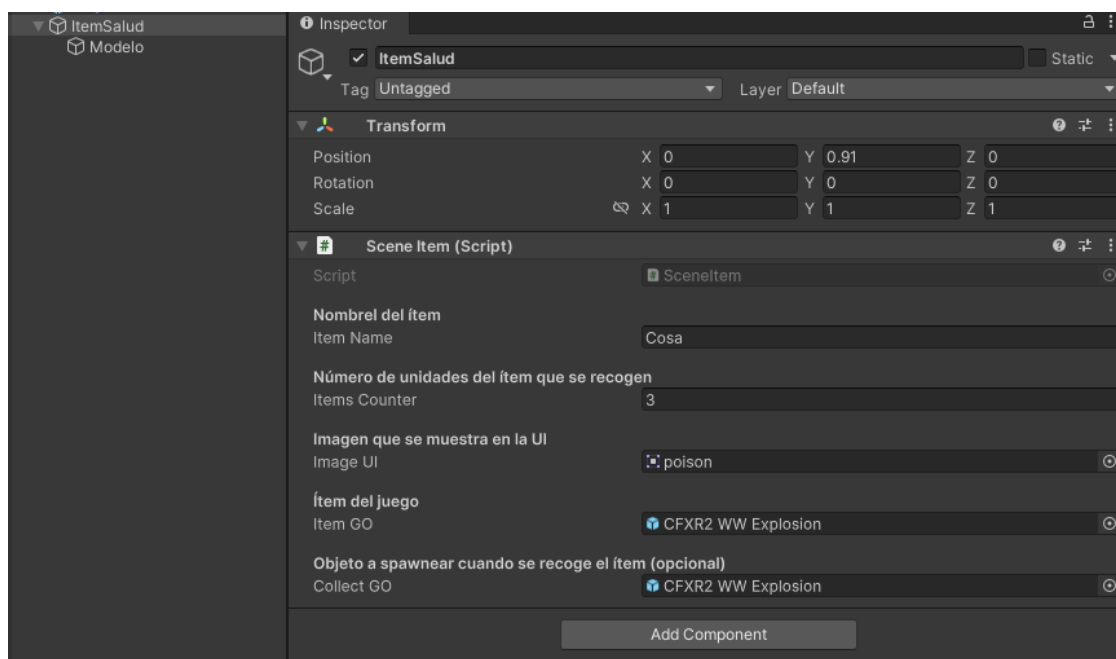 ItemSalud
Modelo
Inspector
ItemSalud Static
Tag Untagged Layer Default
Transform
Position X 0 Y 0.91 Z 0
Rotation X 0 Y 0 Z 0
Scale X 1 Y 1 Z 1
# Scene Item (Script)
Script SceneItem
Nombrel del ítem
Item Name Cosa
Número de unidades del ítem que se recogen
Items Counter 3
Imagen que se muestra en la UI
Image UI poison
Ítem del juego
Item GO CFXR2 WW Explosion
Objeto a spawnear cuando se recoge el ítem (opcional)
Collect GO CFXR2 WW Explosion
Add Component